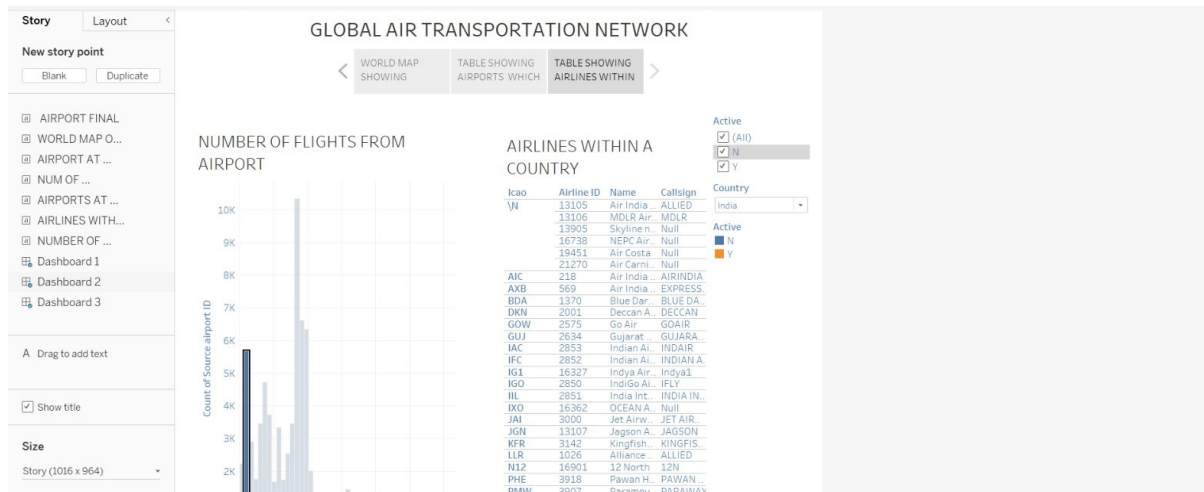 Story Layout <
New story point
Blank Duplicate
AIRPORT FINAL
WORLD MAP O...
AIRPORT AT ...
NUM OF ...
AIRPORTS AT ...
AIRLINES WITH...
NUMBER OF ...
Dashboard 1
Dashboard 2
Dashboard 3
A Drag to add text
Show title
Size
Story (1016 x 964)
GLOBAL AIR TRANSPORTATION NETWORK
WORLD MAP
SHOWING
TABLE SHOWING
AIRPORTS WHICH
TABLE SHOWING
AIRLINES WITHIN
NUMBER OF FLIGHTS FROM
AIRPORT
Count of Source airport ID
10K
9K
8K
7K
6K
5K
4K
3K
2K
AIRLINES WITHIN A
COUNTRY
Icao Airline ID Name Callsign
\N 13105 Air India .. ALLIED
13106 MDLR Air.. MDLR
13905 Skyline n.. Null
16738 NEPC Air.. Null
19451 Air Costa Null
21270 Air Carni.. Null
AIC 218 Air India .. AIRINDIA
AXB 569 Air India .. EXPRESS..
BDA 1370 Blue Dar.. BLUE DA..
DKN 2001 Deccan A.. DECCAN
GOW 2575 Go Air GOAIR
GUJ 2634 Gujarat .. GUJARA..
IAC 2853 Indian Ai.. INDAIR
IFC 2852 Indian Ai.. INDIAN A..
IG1 16327 Indya Air.. Indya1
IGO 2850 IndiGo Ai.. IFLY
IIL 2851 India Int.. INDIA IN..
IXO 16362 OCEAN A.. Null
JAI 3000 Jet Airw.. JET AIR..
JGN 13107 Jagson A.. JAGSON
KFR 3142 Kingfish.. KINGFIS..
LLR 1026 Alliance .. ALLIED
N12 16901 12 North 12N
PHE 3918 Pawan H.. PAWAN ..
PMW 3907 Paramou.. PARAWAY
Active
(All)
N
Y
Country
India
Active
N
Y